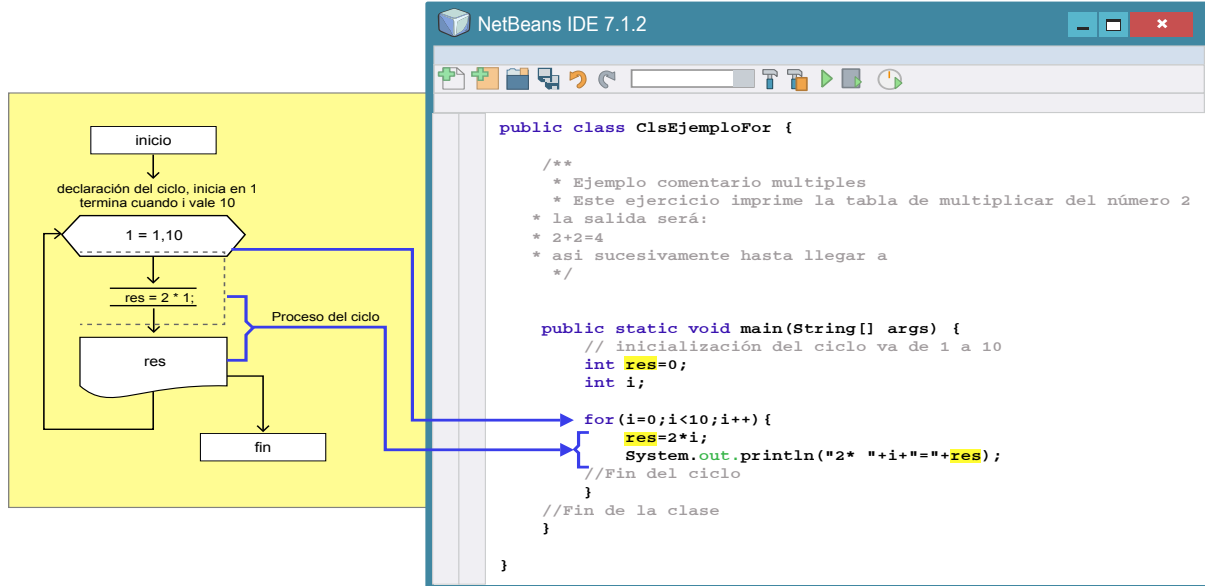 NetBeans IDE 7.1.2
inicio
declaración del ciclo, inicia en 1
termina cuando i vale 10
1 = 1,10
res = 2 * 1;
Proceso del ciclo
res
fin
public class ClsEjemploFor {
/**
* Ejemplo comentario multiples
* Este ejercicio imprime la tabla de multiplicar del número 2
* la salida será:
* 2+2=4
* asi sucesivamente hasta llegar a
*/
public static void main(String[] args) {
// inicialización del ciclo va de 1 a 10
int res=0;
int i;
for(i=0;i<10;i++){
res=2*i;
System.out.println("2* "+i+"="+res);
//Fin del ciclo
}
//Fin de la clase
}
}